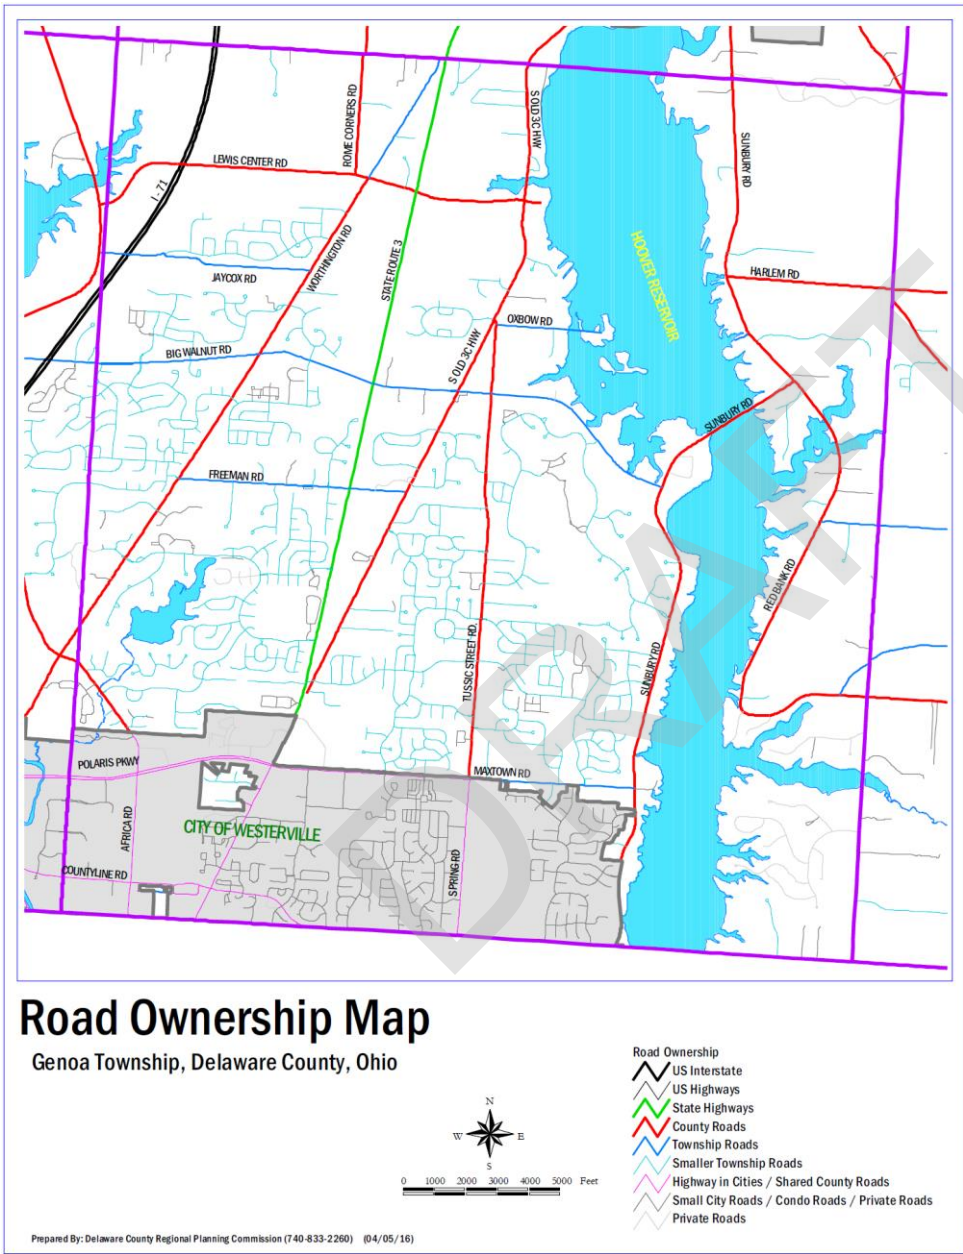 ROME CORNERS RD
S OLD 3C HWY
SUNBURY RD
LEWIS CENTER RD
I - 71
WORTHINGTON RD
STATE ROUTE 3
HOOVER RESERVOIR
JAYCOX RD
HARLEM RD
OXBOW RD
BIG WALNUT RD
S OLD 3C HWY
SUNBURY RD
FREEMAN RD
RED BANK RD
TUSSIC STREET RD.
SUNBURY RD
DRAFT
POLARIS PKWY
MAXTOWN RD
AFRICA RD
CITY OF WESTERVILLE
COUNTYLINE RD
SPRING RD
Road Ownership Map
Genoa Township, Delaware County, Ohio
N
W E
S
0 1000 2000 3000 4000 5000 Feet
Road Ownership
US Interstate
US Highways
State Highways
County Roads
Township Roads
Smaller Township Roads
Highway in Cities / Shared County Roads
Small City Roads / Condo Roads / Private Roads
Private Roads
Prepared By: Delaware County Regional Planning Commission (740-833-2260) (04/05/16)